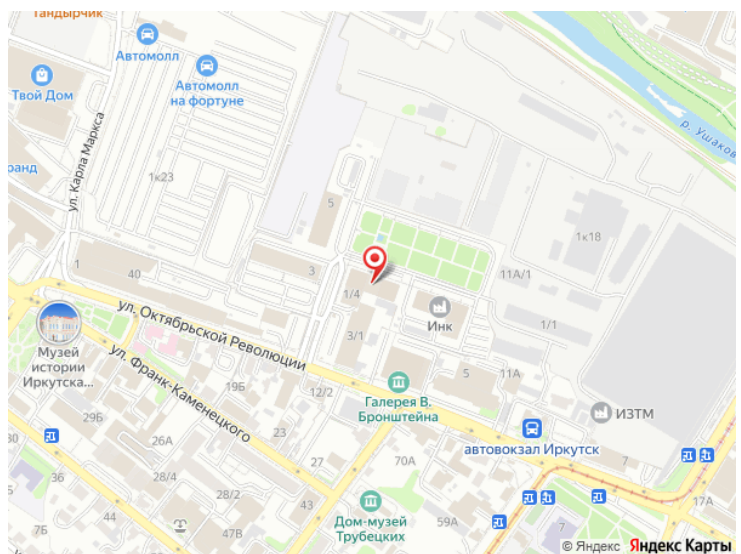 Тандырчик
Автомолл
Твой Дом
Автомолл
на фортуне
р. Ушаков
ул. Карла Маркса
ранд
1к23
5
1к18
1
40
3
11А/1
1/4
Инк
1/1
ул. Октябрьской Революции
3/1
Музей
истории
Иркутска...
ул. Франк-Каменецкого
19Б
12/2
5
11А
Галерея В.
Бронштейна
ИЗТМ
29Б
23
автовокзал Иркутск
7
30
26А
27
70А
28/4
28/2
43
17А
7Б
36
47В
Дом-музей
Трубецких
59А
7
© Яндекс Яндекс Карты